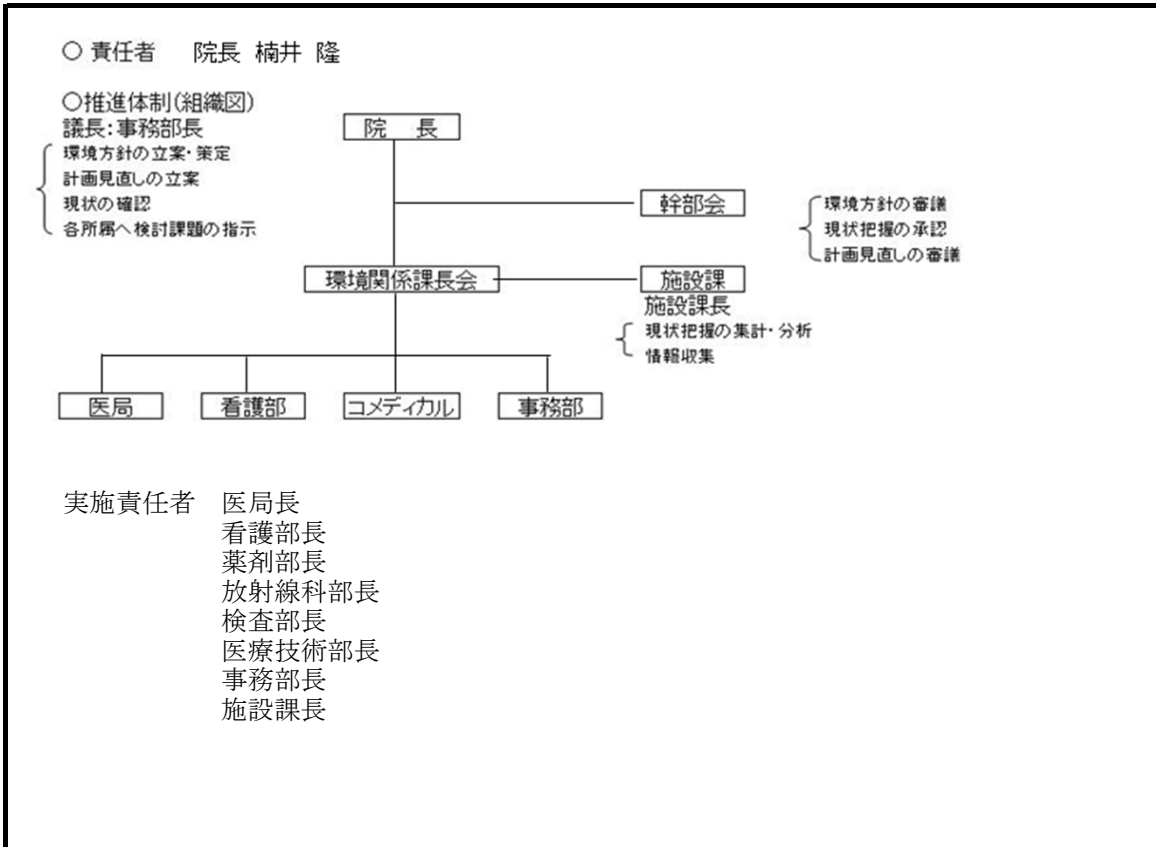 ○ 責任者 院長 楠井 隆
○推進体制(組織図)
議長：事務部長
環境方針の立案・策定
計画見直しの立案
現状の確認
各所属へ検討課題の指示
院 長
幹部会
環境方針の審議
現状把握の承認
計画見直しの審議
環境関係課長会
施設課
施設課長
現状把握の集計・分析
情報収集
医局
看護部
コメディカル
事務部
実施責任者 医局長
看護部長
薬剤部長
放射線科部長
検査部長
医療技術部長
事務部長
施設課長